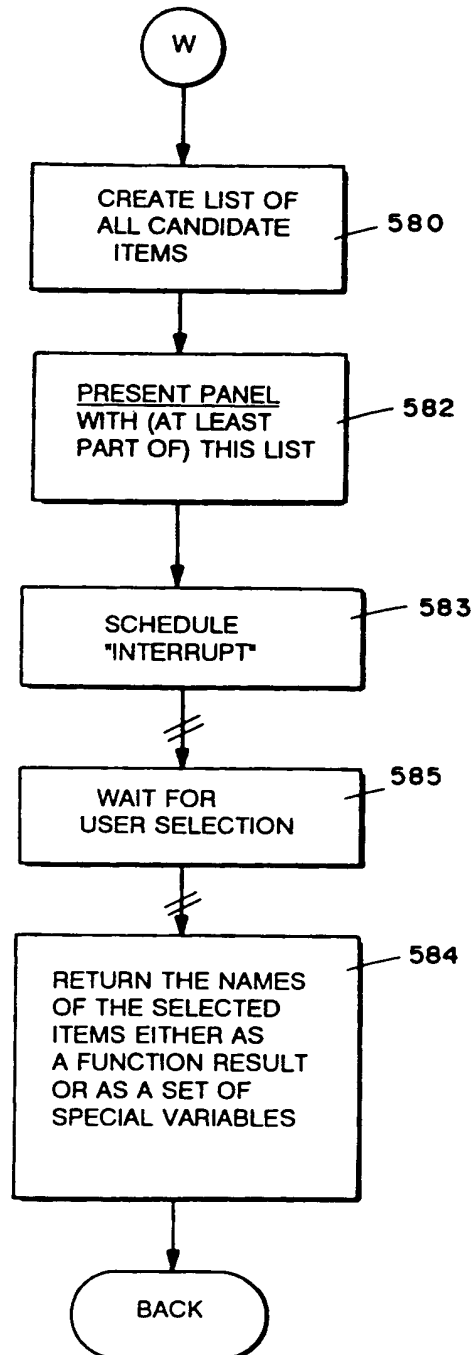 W
CREATE LIST OF
ALL CANDIDATE
ITEMS
580
PRESENT PANEL
WITH (AT LEAST
PART OF) THIS LIST
582
SCHEDULE
"INTERRUPT"
583
WAIT FOR
USER SELECTION
585
RETURN THE NAMES
OF THE SELECTED
ITEMS EITHER AS
A FUNCTION RESULT
OR AS A SET OF
SPECIAL VARIABLES
584
BACK